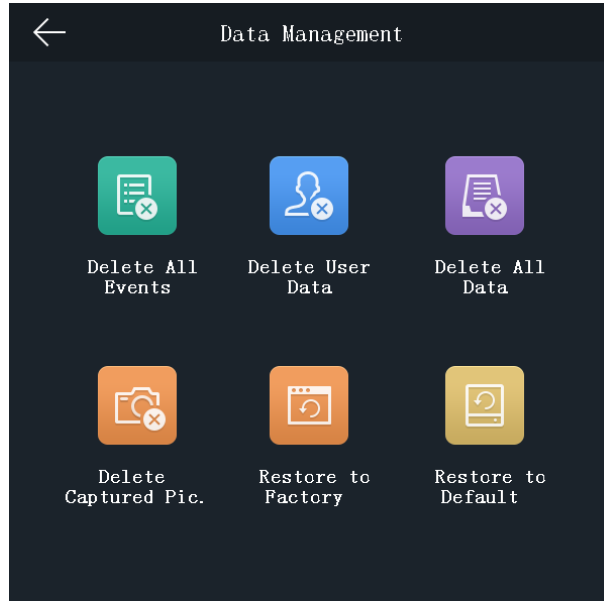 Data Management
Delete All
Events
Delete User
Data
Delete All
Data
Delete
Captured Pic.
Restore to
Factory
Restore to
Default